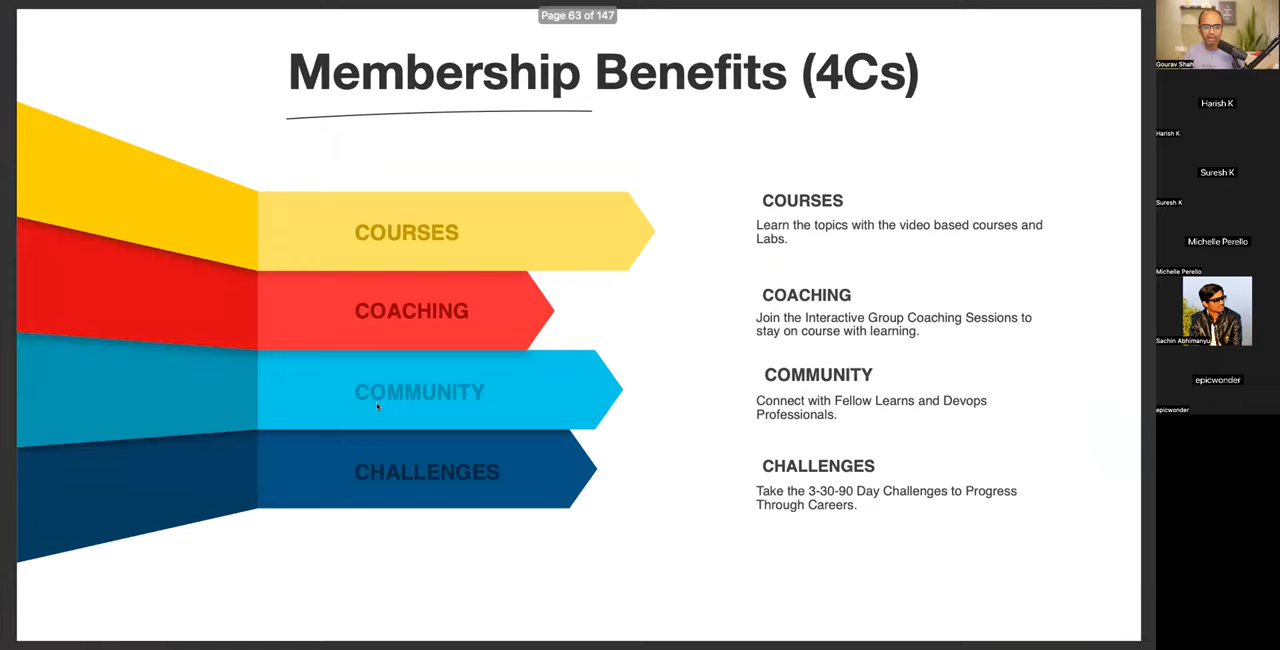 Page 63 of 147
Membership Benefits (4Cs)
COURSES
COACHING
COMMUNITY
CHALLENGES
COURSES
Learn the topics with the video based courses and
Labs.
COACHING
Join the Interactive Group Coaching Sessions to
stay on course with learning.
COMMUNITY
Connect with Fellow Learns and Devops
Professionals.
CHALLENGES
Take the 3-30-90 Day Challenges to Progress
Through Careers.
Gourav Shah
Harish K
Harish K
Suresh K
Suresh K
Michelle Perello
Michelle Perello
Sachin Abhimanyu
epicwonder
epicwonder